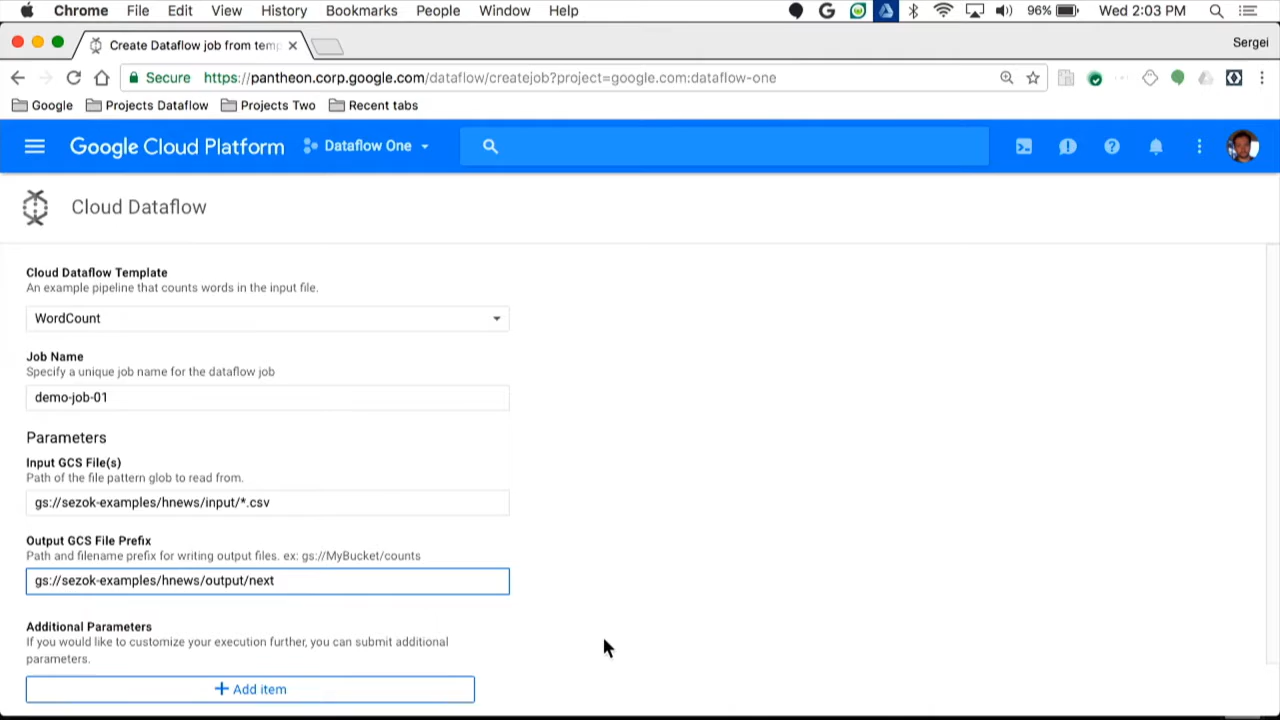 Chrome File Edit View History Bookmarks People Window Help 96% Wed 2:03 PM
Create Dataflow job from temp
Sergei
Secure https://pantheon.corp.google.com/dataflow/createjob?project=google.com:dataflow-one
Google Projects Dataflow Projects Two Recent tabs
Google Cloud Platform Dataflow One
Cloud Dataflow
Cloud Dataflow Template
An example pipeline that counts words in the input file.
WordCount
Job Name
Specify a unique job name for the dataflow job
demo-job-01
Parameters
Input GCS File(s)
Path of the file pattern glob to read from.
gs://sezok-examples/hnews/input/*.csv
Output GCS File Prefix
Path and filename prefix for writing output files. ex: gs://MyBucket/counts
gs://sezok-examples/hnews/output/next
Additional Parameters
If you would like to customize your execution further, you can submit additional
parameters.
+ Add item